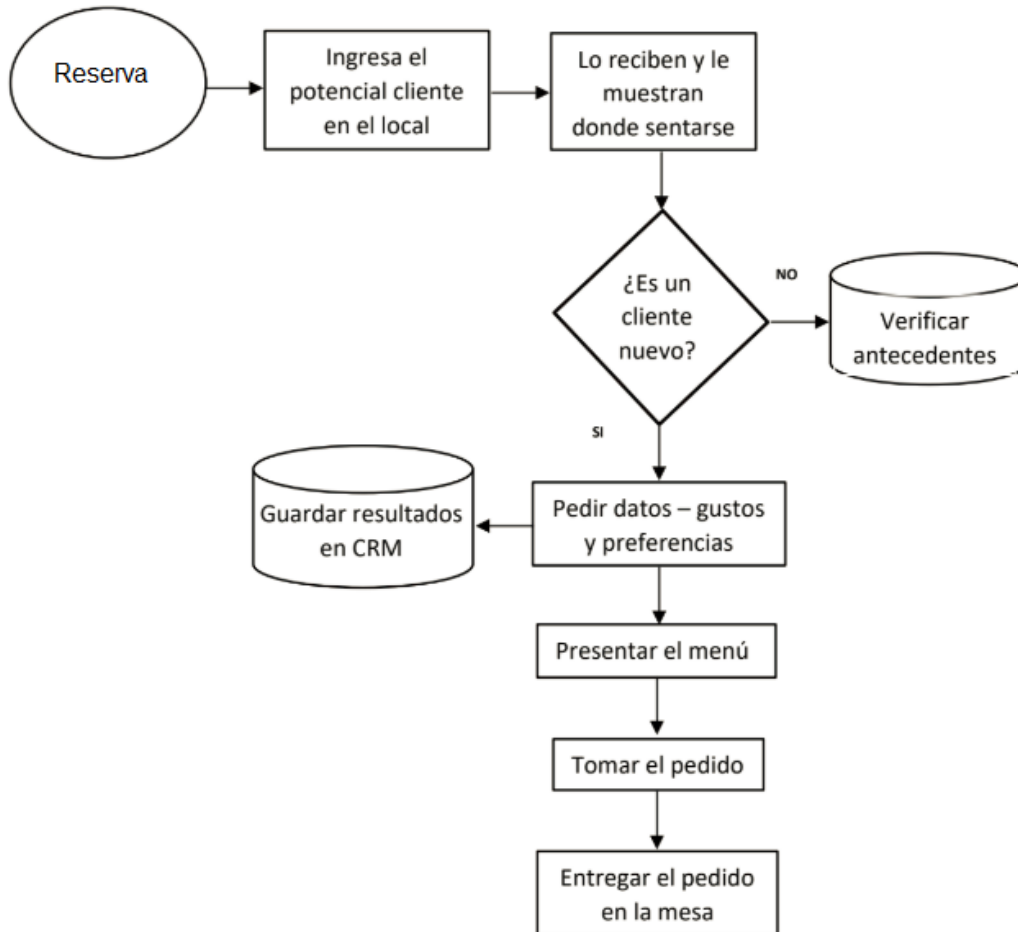 Reserva
Ingresa el
potencial cliente
en el local
Lo reciben y le
muestran
donde sentarse
¿Es un
cliente
nuevo?
NO
Verificar
antecedentes
SI
Pedir datos – gustos
y preferencias
Guardar resultados
en CRM
Presentar el menú
Tomar el pedido
Entregar el pedido
en la mesa